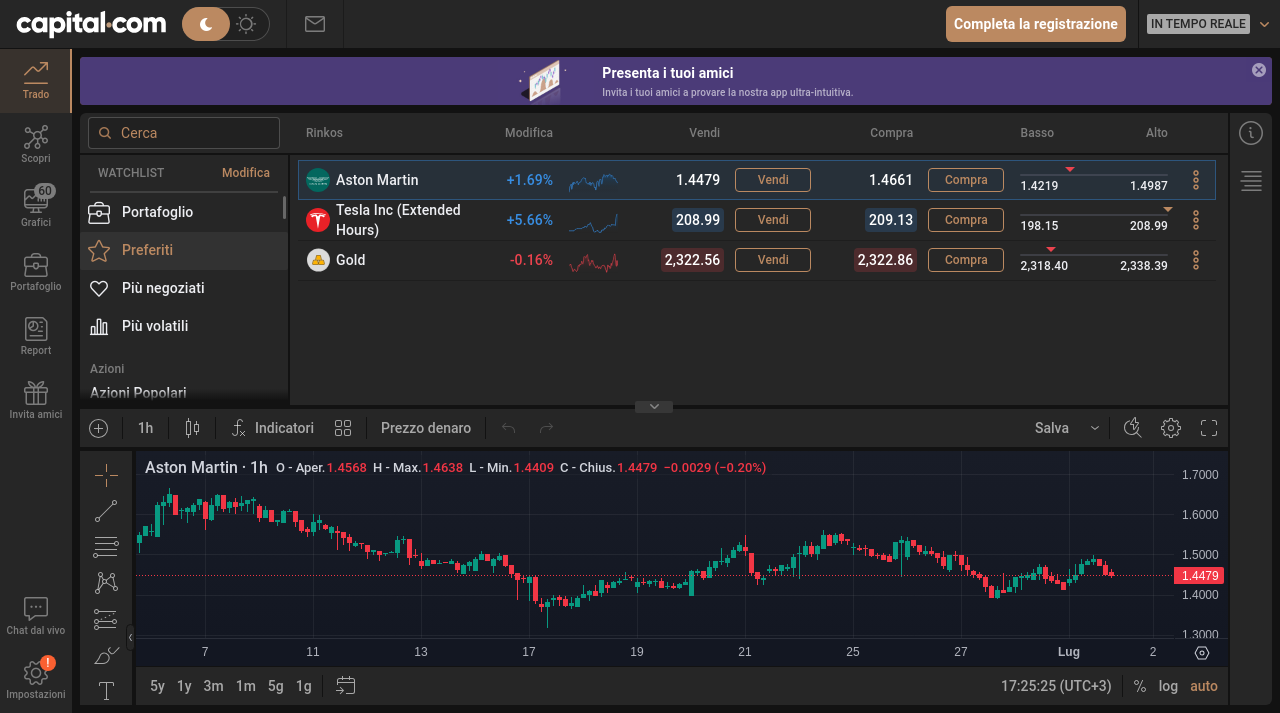 capital.com
Completa la registrazione
IN TEMPO REALE
Trado
Scopri
60
Grafici
Portafoglio
Report
Invita amici
Chat dal vivo
!
Impostazioni
Presenta i tuoi amici
Invita i tuoi amici a provare la nostra app ultra-intuitiva.
Cerca
WATCHLIST Modifica
Portafoglio
Preferiti
Più negoziati
Più volatili
Azioni
Azioni Popolari
Rinkos Modifica Vendi Compra Basso Alto
Aston Martin +1.69% 1.4479 Vendi 1.4661 Compra 1.4219 1.4987
Tesla Inc (Extended
Hours)
+5.66% 208.99 Vendi 209.13 Compra 198.15 208.99
Gold -0.16% 2,322.56 Vendi 2,322.86 Compra 2,318.40 2,338.39
1h Indicatori Prezzo denaro Salva
Aston Martin · 1h O - Aper. 1.4568 H - Max. 1.4638 L - Min. 1.4409 C - Chius. 1.4479 −0.0029 (−0.20%)
1.7000
1.6000
1.5000
1.4479
1.4000
1.3000
7 11 13 17 19 21 25 27 Lug 2
5y 1y 3m 1m 5g 1g 17:25:25 (UTC+3) % log auto